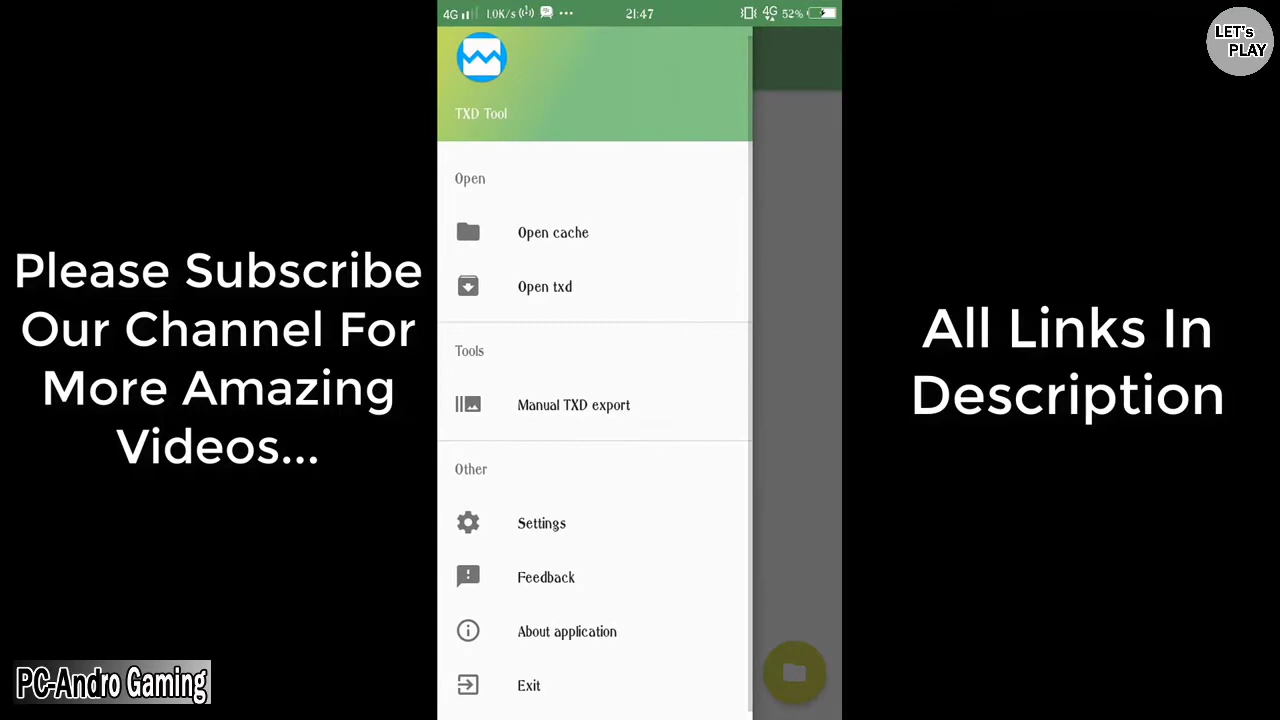 4G 1.0K/s 21:47 4G 52%
LET's
PLAY
TXD Tool
Open
Open cache
Open txd
Tools
Manual TXD export
Other
Settings
Feedback
About application
Exit
Please Subscribe
Our Channel For
More Amazing
Videos...
All Links In
Description
PC-Andro Gaming